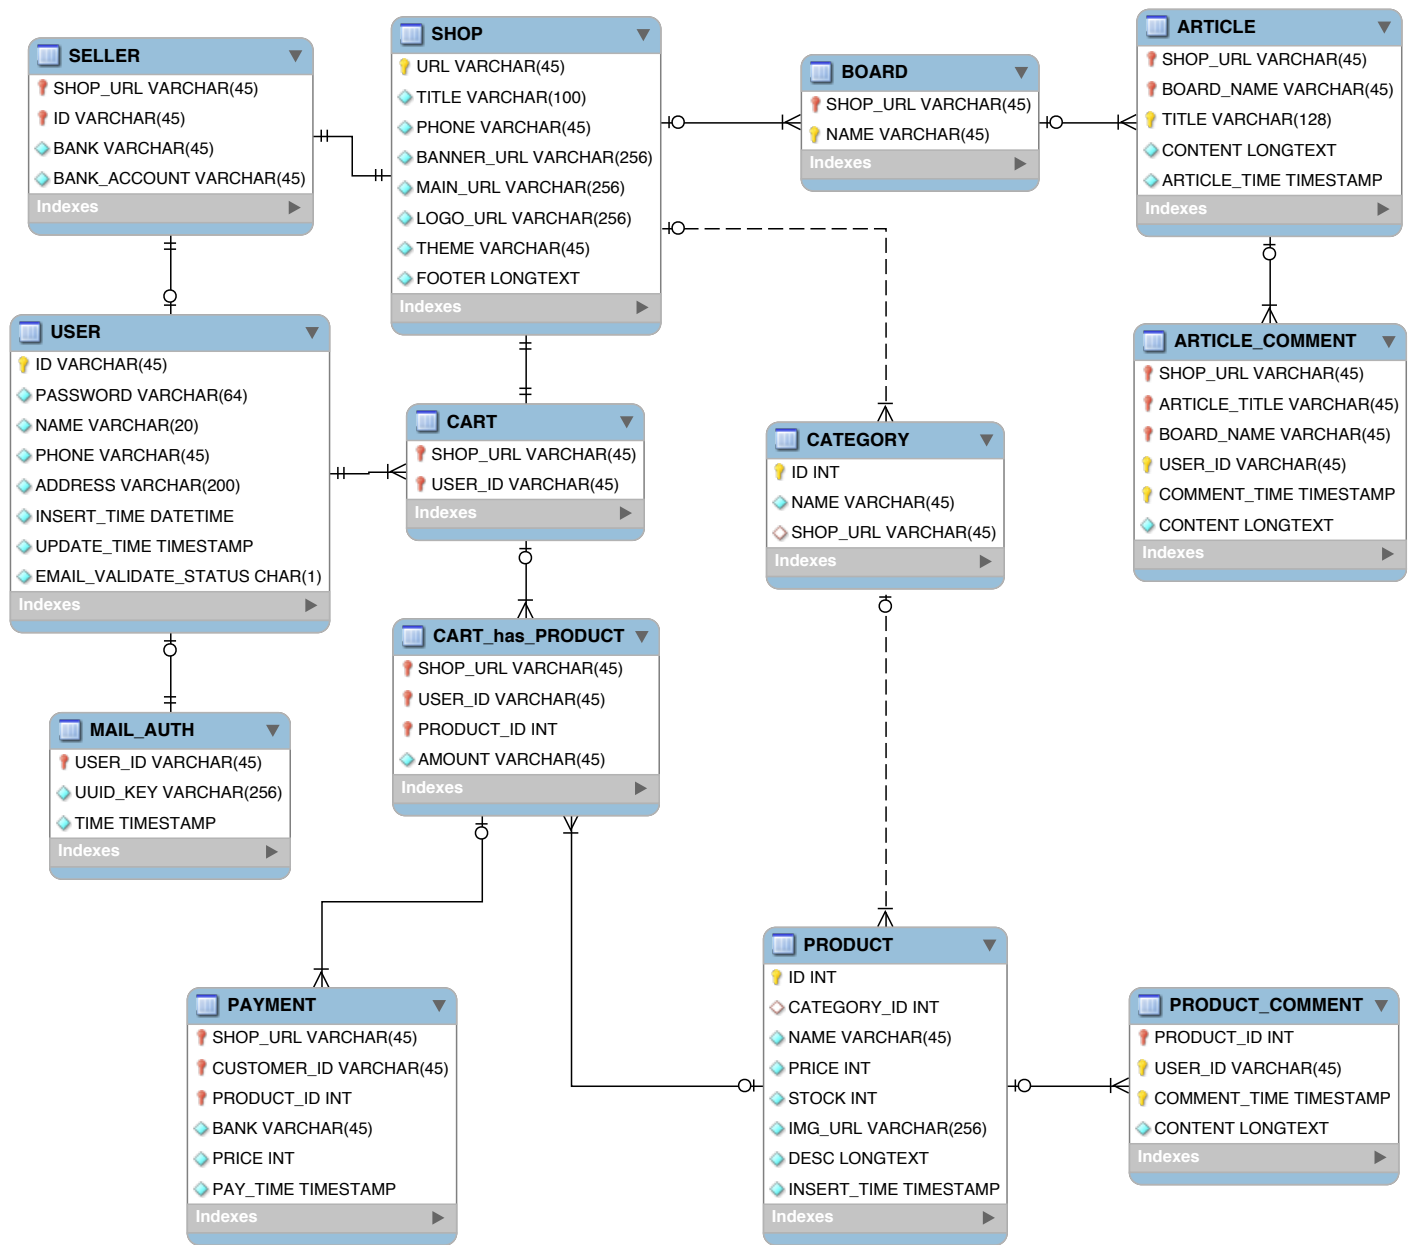 SELLER
SHOP_URL VARCHAR(45)
ID VARCHAR(45)
BANK VARCHAR(45)
BANK_ACCOUNT VARCHAR(45)
Indexes
SHOP
URL VARCHAR(45)
TITLE VARCHAR(100)
PHONE VARCHAR(45)
BANNER_URL VARCHAR(256)
MAIN_URL VARCHAR(256)
LOGO_URL VARCHAR(256)
THEME VARCHAR(45)
FOOTER LONGTEXT
Indexes
BOARD
SHOP_URL VARCHAR(45)
NAME VARCHAR(45)
Indexes
ARTICLE
SHOP_URL VARCHAR(45)
BOARD_NAME VARCHAR(45)
TITLE VARCHAR(128)
CONTENT LONGTEXT
ARTICLE_TIME TIMESTAMP
Indexes
USER
ID VARCHAR(45)
PASSWORD VARCHAR(64)
NAME VARCHAR(20)
PHONE VARCHAR(45)
ADDRESS VARCHAR(200)
INSERT_TIME DATETIME
UPDATE_TIME TIMESTAMP
EMAIL_VALIDATE_STATUS CHAR(1)
Indexes
CART
SHOP_URL VARCHAR(45)
USER_ID VARCHAR(45)
Indexes
CATEGORY
ID INT
NAME VARCHAR(45)
SHOP_URL VARCHAR(45)
Indexes
ARTICLE_COMMENT
SHOP_URL VARCHAR(45)
ARTICLE_TITLE VARCHAR(45)
BOARD_NAME VARCHAR(45)
USER_ID VARCHAR(45)
COMMENT_TIME TIMESTAMP
CONTENT LONGTEXT
Indexes
CART_has_PRODUCT
SHOP_URL VARCHAR(45)
USER_ID VARCHAR(45)
PRODUCT_ID INT
AMOUNT VARCHAR(45)
Indexes
MAIL_AUTH
USER_ID VARCHAR(45)
UUID_KEY VARCHAR(256)
TIME TIMESTAMP
Indexes
PAYMENT
SHOP_URL VARCHAR(45)
CUSTOMER_ID VARCHAR(45)
PRODUCT_ID INT
BANK VARCHAR(45)
PRICE INT
PAY_TIME TIMESTAMP
Indexes
PRODUCT
ID INT
CATEGORY_ID INT
NAME VARCHAR(45)
PRICE INT
STOCK INT
IMG_URL VARCHAR(256)
DESC LONGTEXT
INSERT_TIME TIMESTAMP
Indexes
PRODUCT_COMMENT
PRODUCT_ID INT
USER_ID VARCHAR(45)
COMMENT_TIME TIMESTAMP
CONTENT LONGTEXT
Indexes